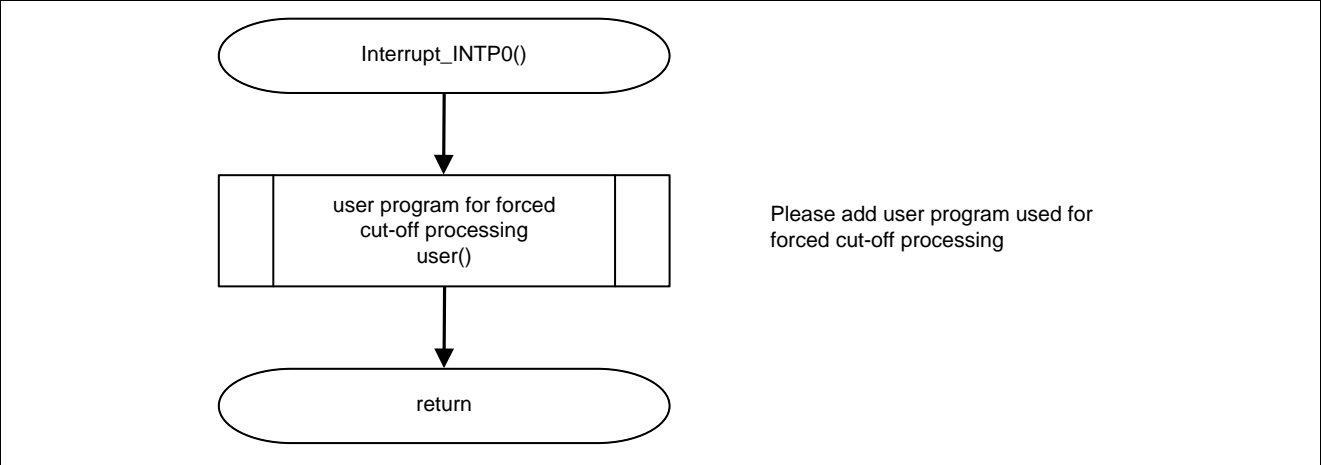 Interrupt_INTP0()
user program for forced
cut-off processing
user()
Please add user program used for
forced cut-off processing
return